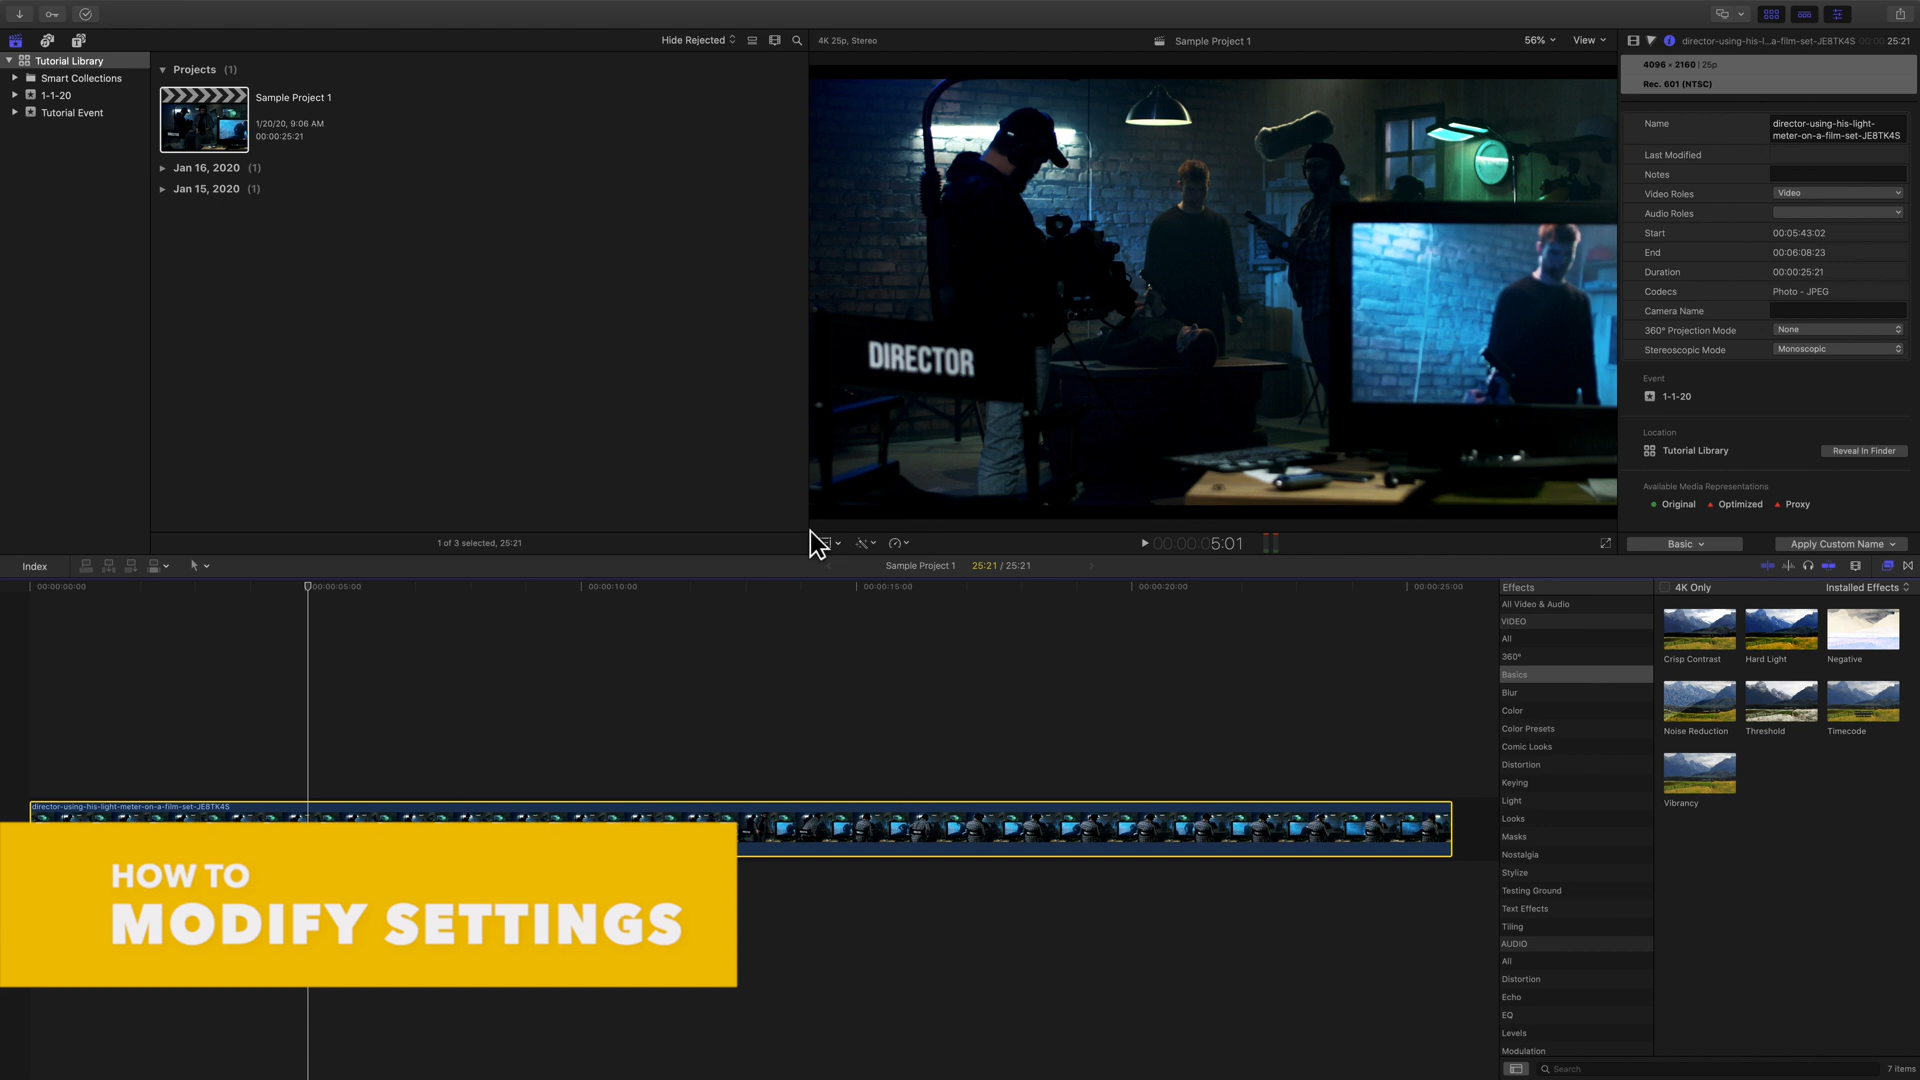 Hide Rejected
4K 25p, Stereo
Sample Project 1
56%
View
director-using-his-l...a-film-set-JE8TK4S
00:00:25:21
Tutorial Library
Smart Collections
1-1-20
Tutorial Event
Projects (1)
Sample Project 1
1/20/20, 9:06 AM
00:00:25:21
Jan 16, 2020 (1)
Jan 15, 2020 (1)
DIRECTOR
4096 × 2160 | 25p
Rec. 601 (NTSC)
Name
director-using-his-light-
meter-on-a-film-set-JE8TK4S
Last Modified
Notes
Video Roles
Video
Audio Roles
Start
00:05:43:02
End
00:06:08:23
Duration
00:00:25:21
Codecs
Photo - JPEG
Camera Name
360° Projection Mode
None
Stereoscopic Mode
Monoscopic
Event
1-1-20
Location
Tutorial Library
Reveal in Finder
Available Media Representations
Original
Optimized
Proxy
1 of 3 selected, 25:21
00:00:05:01
Basic
Apply Custom Name
Index
Sample Project 1
25:21 / 25:21
00:00:00:00
00:00:05:00
00:00:10:00
00:00:15:00
00:00:20:00
00:00:25:00
Effects
4K Only
Installed Effects
All Video & Audio
VIDEO
All
360°
Basics
Blur
Color
Color Presets
Comic Looks
Distortion
Keying
Light
Looks
Masks
Nostalgia
Stylize
Testing Ground
Text Effects
Tiling
AUDIO
All
Distortion
Echo
EQ
Levels
Modulation
Crisp Contrast
Hard Light
Negative
Noise Reduction
Threshold
Timecode
Vibrancy
director-using-his-light-meter-on-a-film-set-JE8TK4S
HOW TO
MODIFY SETTINGS
Search
7 items